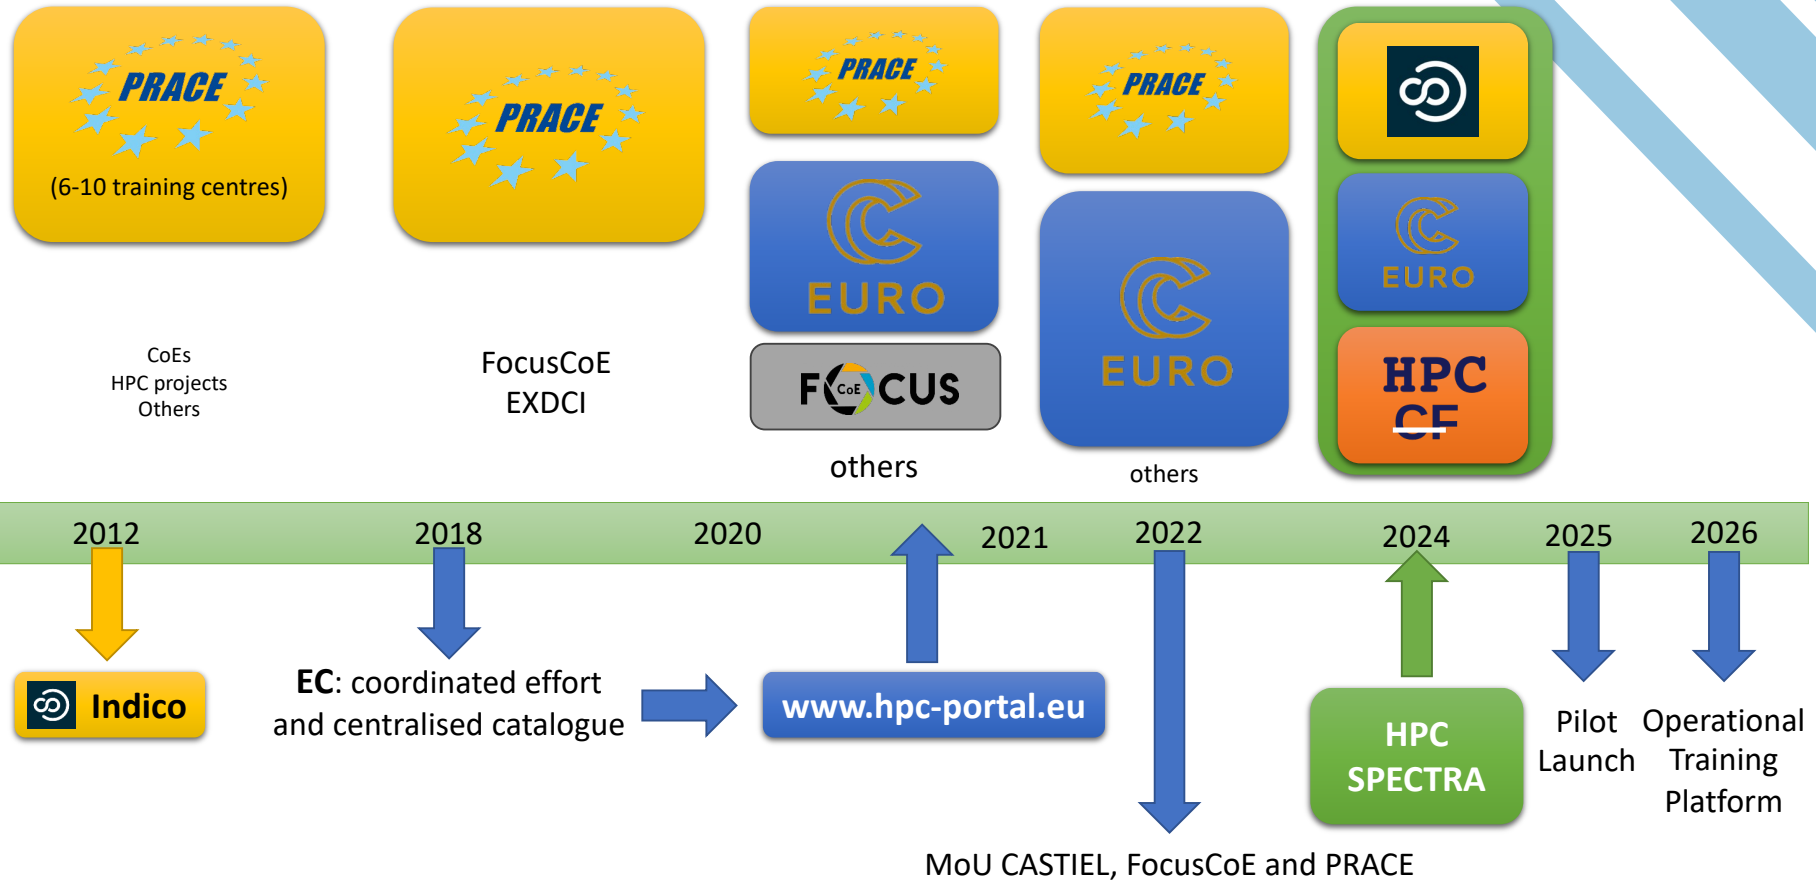 PRACE
(6-10 training centres)
CoEs
HPC projects
Others
PRACE
FocusCoE
EXDCI
PRACE
EURO
FOCUS
CoE
others
PRACE
EURO
others
EURO
HPC
CF
2012
2018
2020
2021
2022
2024
2025
2026
Indico
EC: coordinated effort
and centralised catalogue
www.hpc-portal.eu
MoU CASTIEL, FocusCoE and PRACE
HPC
SPECTRA
Pilot
Launch
Operational
Training
Platform